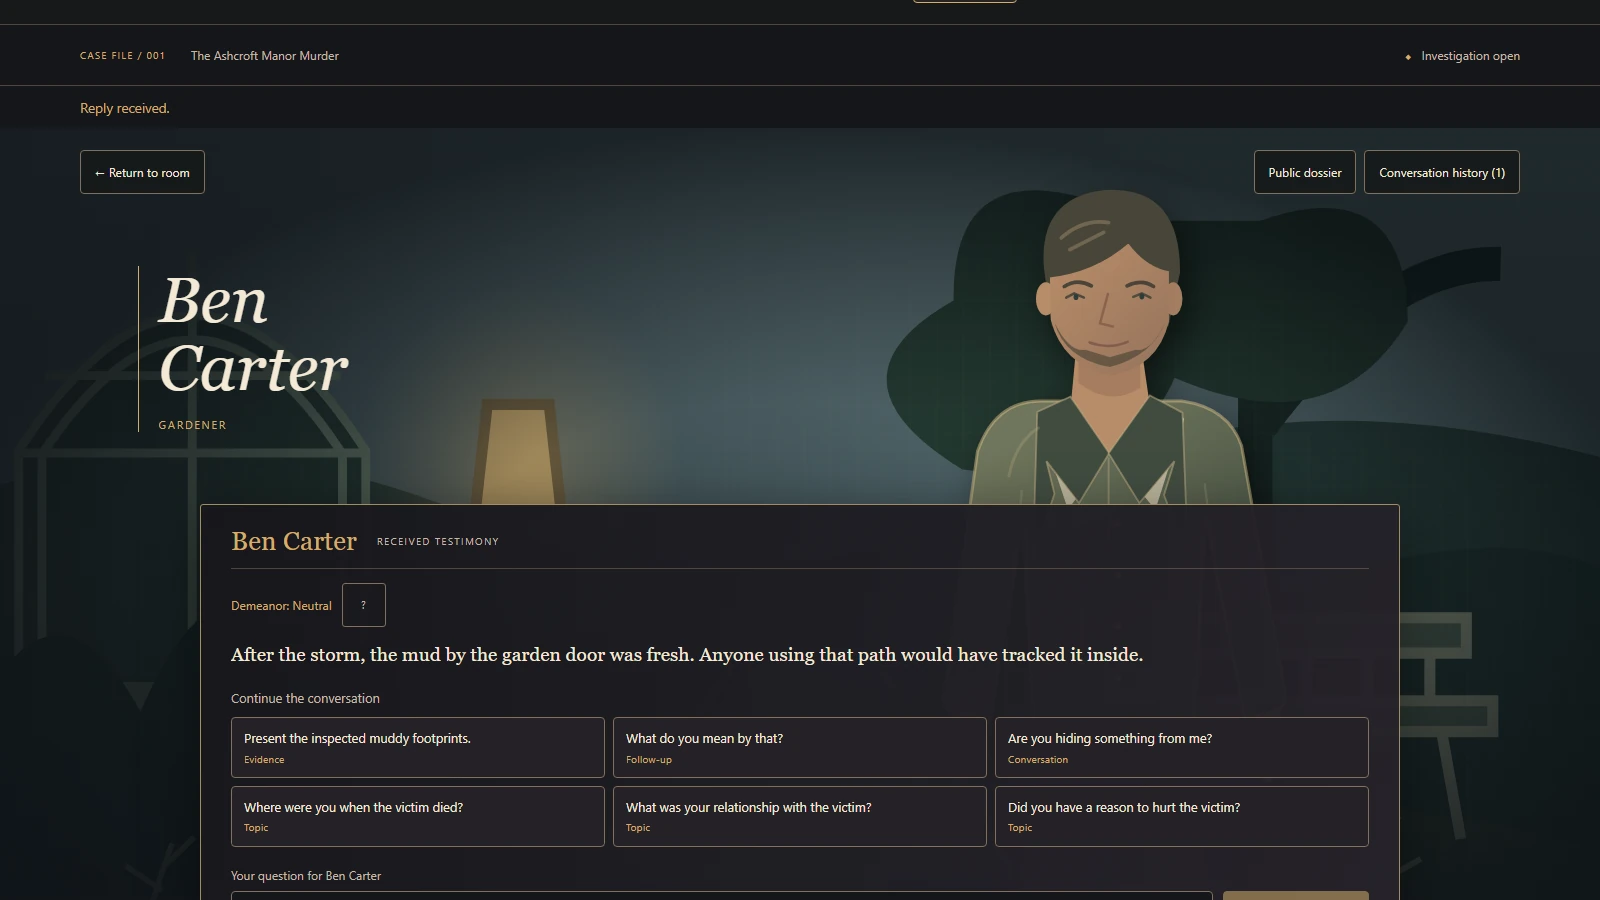 CASE FILE / 001
The Ashcroft Manor Murder
Investigation open
Reply received.
← Return to room
Public dossier
Conversation history (1)
Ben
Carter
GARDENER
Ben Carter
RECEIVED TESTIMONY
Demeanor: Neutral
?
After the storm, the mud by the garden door was fresh. Anyone using that path would have tracked it inside.
Continue the conversation
Present the inspected muddy footprints.
Evidence
What do you mean by that?
Follow-up
Are you hiding something from me?
Conversation
Where were you when the victim died?
Topic
What was your relationship with the victim?
Topic
Did you have a reason to hurt the victim?
Topic
Your question for Ben Carter